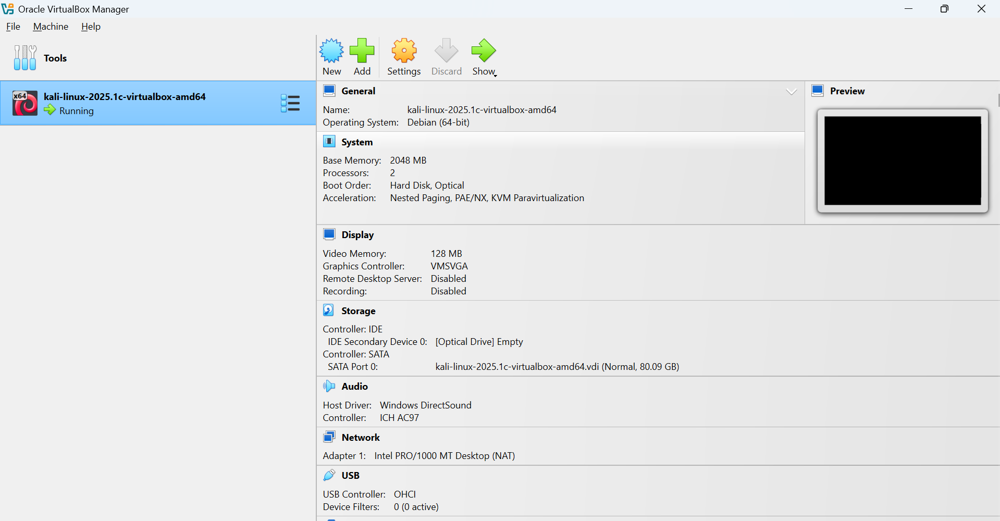 Oracle VirtualBox Manager
File Machine Help
Tools
New Add Settings Discard Show
x64
kali-linux-2025.1c-virtualbox-amd64
Running
General
Name: kali-linux-2025.1c-virtualbox-amd64
Operating System: Debian (64-bit)
Preview
System
Base Memory: 2048 MB
Processors: 2
Boot Order: Hard Disk, Optical
Acceleration: Nested Paging, PAE/NX, KVM Paravirtualization
Display
Video Memory: 128 MB
Graphics Controller: VMSVGA
Remote Desktop Server: Disabled
Recording: Disabled
Storage
Controller: IDE
IDE Secondary Device 0: [Optical Drive] Empty
Controller: SATA
SATA Port 0: kali-linux-2025.1c-virtualbox-amd64.vdi (Normal, 80.09 GB)
Audio
Host Driver: Windows DirectSound
Controller: ICH AC97
Network
Adapter 1: Intel PRO/1000 MT Desktop (NAT)
USB
USB Controller: OHCI
Device Filters: 0 (0 active)